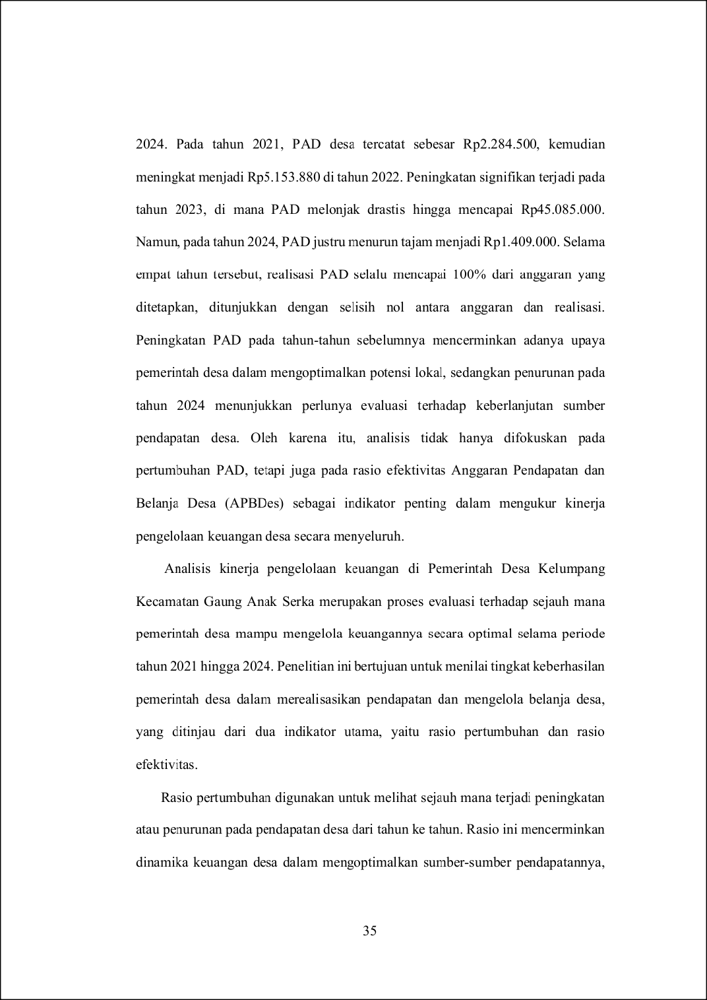 2024. Pada tahun 2021, PAD desa tercatat sebesar Rp2.284.500, kemudian
meningkat menjadi Rp5.153.880 di tahun 2022. Peningkatan signifikan terjadi pada
tahun 2023, di mana PAD melonjak drastis hingga mencapai Rp45.085.000.
Namun, pada tahun 2024, PAD justru menurun tajam menjadi Rp1.409.000. Selama
empat tahun tersebut, realisasi PAD selalu mencapai 100% dari anggaran yang
ditetapkan, ditunjukkan dengan selisih nol antara anggaran dan realisasi.
Peningkatan PAD pada tahun-tahun sebelumnya mencerminkan adanya upaya
pemerintah desa dalam mengoptimalkan potensi lokal, sedangkan penurunan pada
tahun 2024 menunjukkan perlunya evaluasi terhadap keberlanjutan sumber
pendapatan desa. Oleh karena itu, analisis tidak hanya difokuskan pada
pertumbuhan PAD, tetapi juga pada rasio efektivitas Anggaran Pendapatan dan
Belanja Desa (APBDes) sebagai indikator penting dalam mengukur kinerja
pengelolaan keuangan desa secara menyeluruh.
Analisis kinerja pengelolaan keuangan di Pemerintah Desa Kelumpang
Kecamatan Gaung Anak Serka merupakan proses evaluasi terhadap sejauh mana
pemerintah desa mampu mengelola keuangannya secara optimal selama periode
tahun 2021 hingga 2024. Penelitian ini bertujuan untuk menilai tingkat keberhasilan
pemerintah desa dalam merealisasikan pendapatan dan mengelola belanja desa,
yang ditinjau dari dua indikator utama, yaitu rasio pertumbuhan dan rasio
efektivitas.
Rasio pertumbuhan digunakan untuk melihat sejauh mana terjadi peningkatan
atau penurunan pada pendapatan desa dari tahun ke tahun. Rasio ini mencerminkan
dinamika keuangan desa dalam mengoptimalkan sumber-sumber pendapatannya,
35